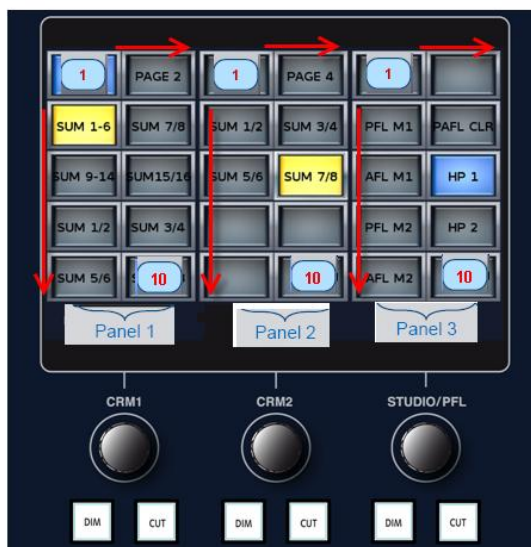 1 PAGE 2 1 PAGE 4 1
SUM 1-6 SUM 7/8 SUM 1/2 SUM 3/4 PFL M1 PAFL CLR
SUM 9-14 SUM15/16 SUM 5/6 SUM 7/8 AFL M1 HP 1
SUM 1/2 SUM 3/4 PFL M2 HP 2
SUM 5/6 10 10 AFL M2 10
Panel 1 Panel 2 Panel 3
CRM1 CRM2 STUDIO/PFL
DIM CUT DIM CUT DIM CUT